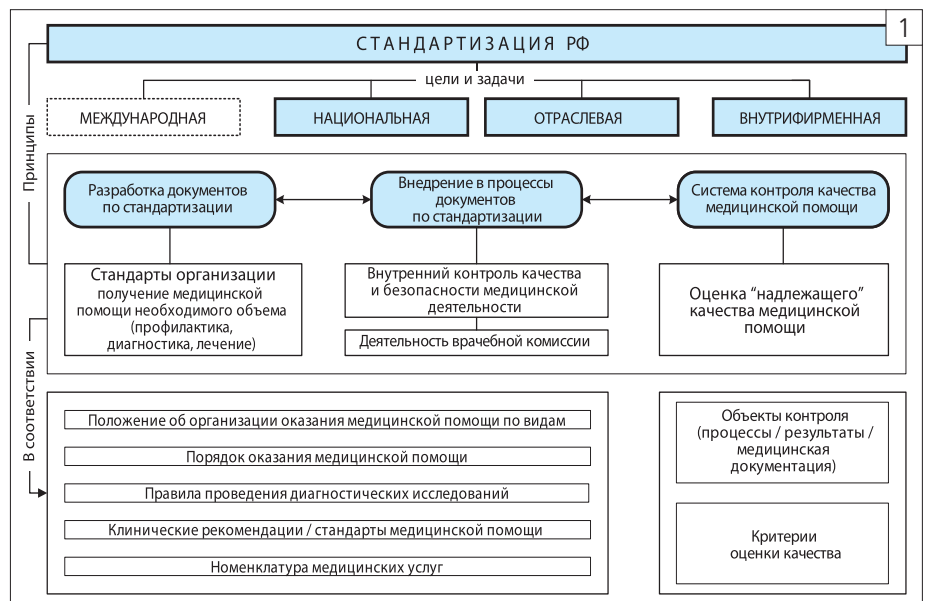 1
СТАНДАРТИЗАЦИЯ РФ
цели и задачи
МЕЖДУНАРОДНАЯ
НАЦИОНАЛЬНАЯ
ОТРАСЛЕВАЯ
ВНУТРИФИРМЕННАЯ
Принципы
Разработка документов
по стандартизации
Внедрение в процессы
документов
по стандартизации
Система контроля качества
медицинской помощи
Стандарты организации
получение медицинской
помощи необходимого объема
(профилактика,
диагностика, лечение)
Внутренний контроль качества
и безопасности медицинской
деятельности
Деятельность врачебной комиссии
Оценка “надлежащего”
качества медицинской
помощи
В соответствии
Положение об организации оказания медицинской помощи по видам
Порядок оказания медицинской помощи
Правила проведения диагностических исследований
Клинические рекомендации / стандарты медицинской помощи
Номенклатура медицинских услуг
Объекты контроля
(процессы / результаты /
медицинская
документация)
Критерии
оценки качества